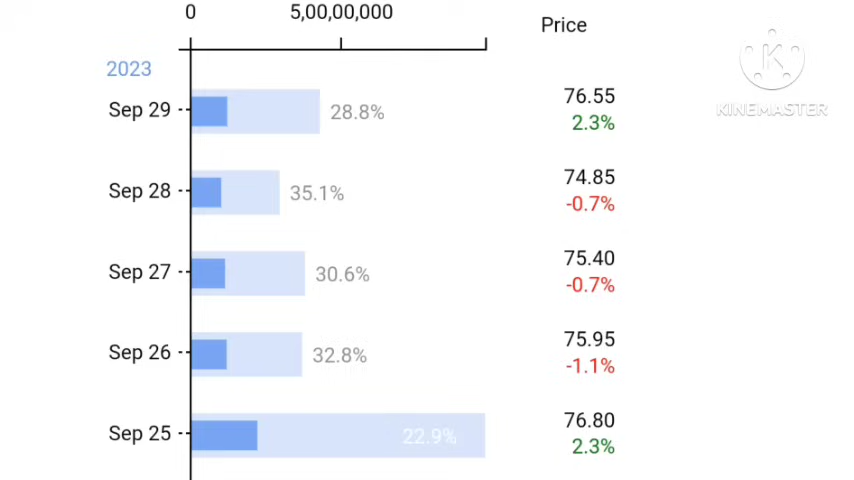 0 5,00,00,000 Price
2023
KINEMASTER
Sep 29 28.8% 76.55
2.3%
Sep 28 35.1% 74.85
-0.7%
Sep 27 30.6% 75.40
-0.7%
Sep 26 32.8% 75.95
-1.1%
Sep 25 22.9% 76.80
2.3%